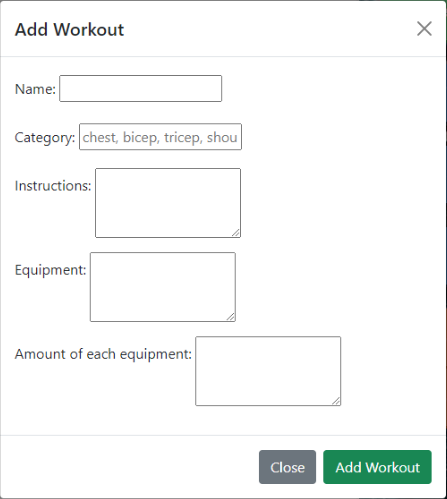 Add Workout
Name:
Category: chest, bicep, tricep, shou
Instructions:
Equipment:
Amount of each equipment:
Close Add Workout